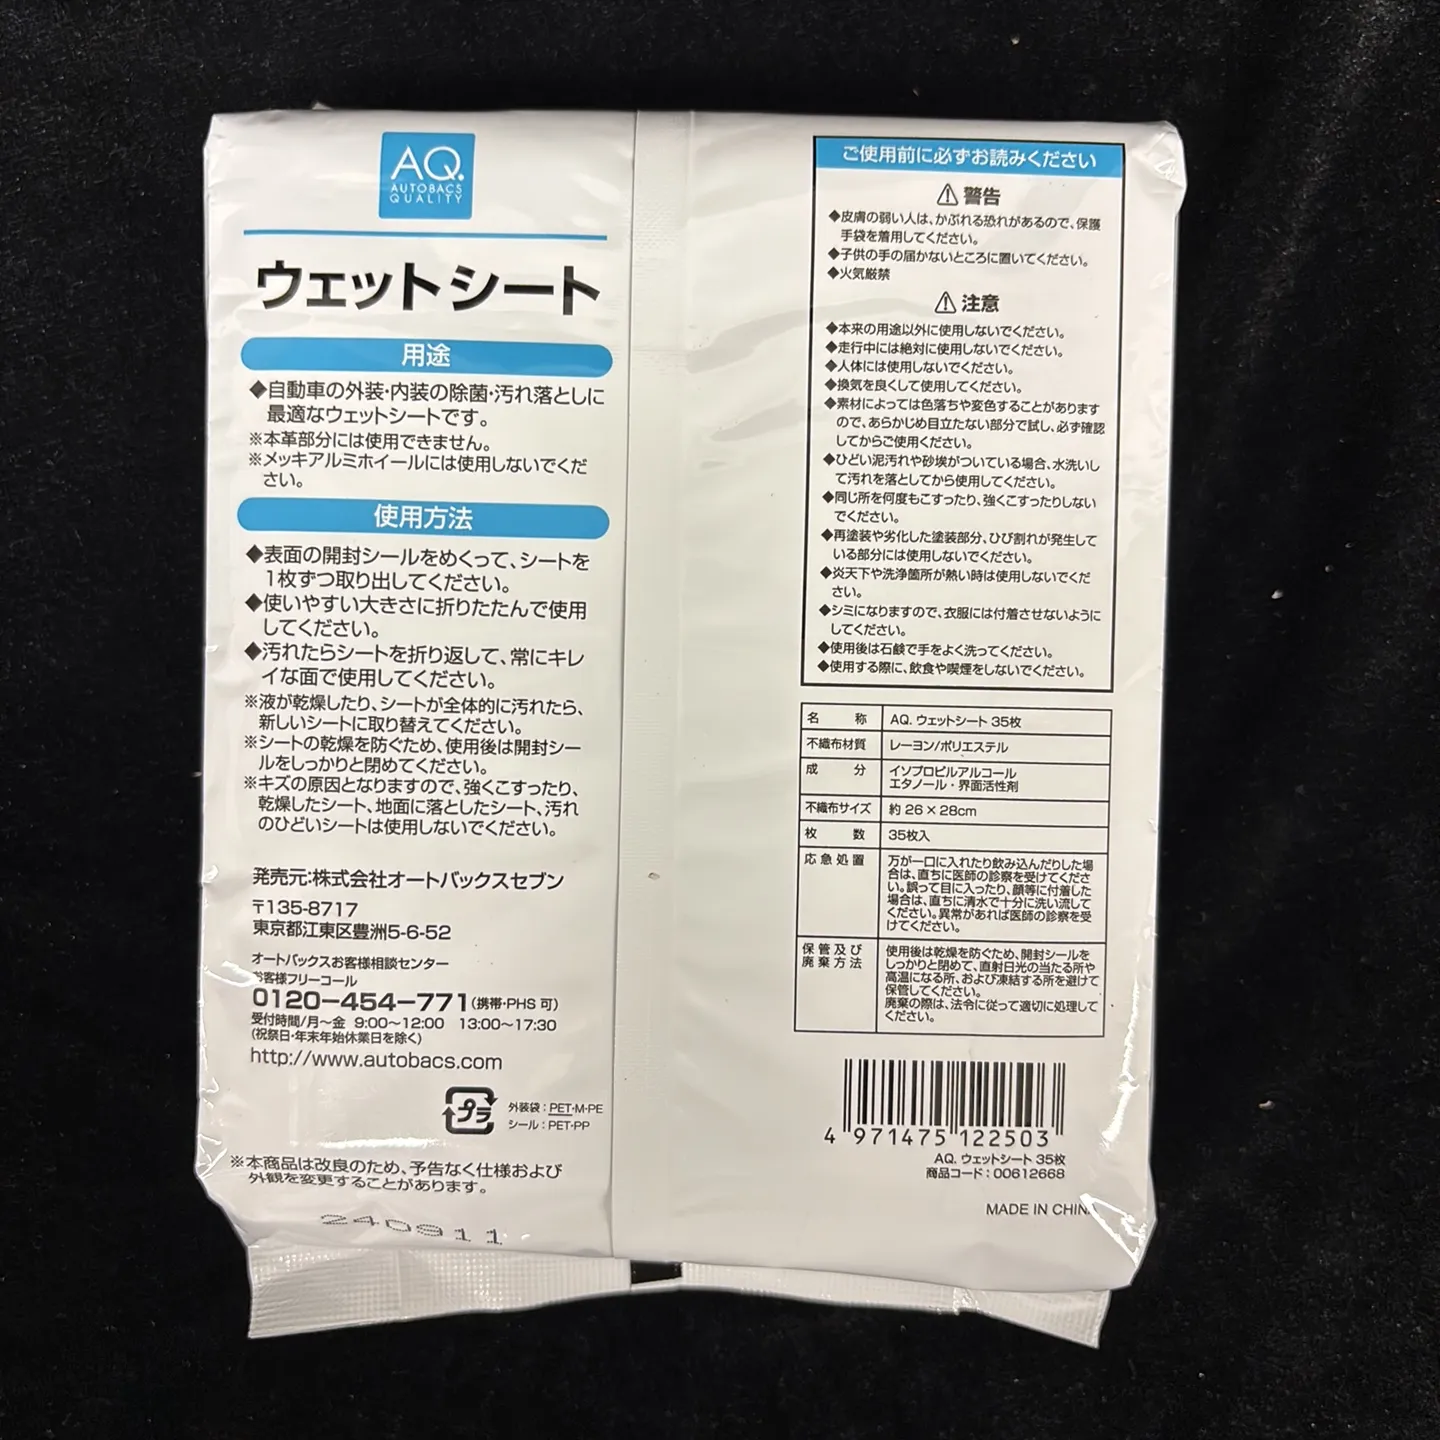 AQ.
AUTOBACS
QUALITY
ウェットシート
用途
◆自動車の外装・内装の除菌・汚れ落としに
最適なウェットシートです。
※本革部分には使用できません。
※メッキアルミホイールには使用しないでくだ
さい。
使用方法
◆表面の開封シールをめくって、シートを
1枚ずつ取り出してください。
◆使いやすい大きさに折りたたんで使用
してください。
◆汚れたらシートを折り返して、常にキレ
イな面で使用してください。
※液が乾燥したり、シートが全体的に汚れたら、
新しいシートに取り替えてください。
※シートの乾燥を防ぐため、使用後は開封シー
ルをしっかりと閉めてください。
※キズの原因となりますので、強くこすったり、
乾燥したシート、地面に落としたシート、汚れ
のひどいシートは使用しないでください。
発売元:株式会社オートバックスセブン
〒135-8717
東京都江東区豊洲5-6-52
オートバックスお客様相談センター
お客様フリーコール
0120-454-771(携帯・PHS 可)
受付時間/月〜金 9:00〜12:00 13:00〜17:30
(祝祭日・年末年始休業日を除く)
http://www.autobacs.com
プラ
外装袋:PET・M・PE
シール:PET・PP
※本商品は改良のため、予告なく仕様および
外観を変更することがあります。
240911
ご使用前に必ずお読みください
⚠警告
◆皮膚の弱い人は、かぶれる恐れがあるので、保護
手袋を着用してください。
◆子供の手の届かないところに置いてください。
◆火気厳禁
⚠注意
◆本来の用途以外に使用しないでください。
◆走行中には絶対に使用しないでください。
◆人体には使用しないでください。
◆換気を良くして使用してください。
◆素材によっては色落ちや変色することがあります
ので、あらかじめ目立たない部分で試し、必ず確認
してからご使用ください。
◆ひどい泥汚れや砂埃がついている場合、水洗いし
て汚れを落としてから使用してください。
◆同じ所を何度もこすったり、強くこすったりしない
でください。
◆再塗装や劣化した塗装部分、ひび割れが発生して
いる部分には使用しないでください。
◆炎天下や洗浄箇所が熱い時は使用しないでくだ
さい。
◆シミになりますので、衣服には付着させないように
してください。
◆使用後は石鹸で手をよく洗ってください。
◆使用する際に、飲食や喫煙をしないでください。
名称 AQ. ウェットシート 35枚
不織布材質 レーヨン/ポリエステル
成分 イソプロピルアルコール
エタノール・界面活性剤
不織布サイズ 約 26 × 28cm
枚数 35枚入
応急処置 万が一口に入れたり飲み込んだりした場
合は、直ちに医師の診察を受けてくださ
い。誤って目に入ったり、顔等に付着した
場合は、直ちに清水で十分に洗い流して
ください。異常があれば医師の診察を受
けてください。
保管及び 使用後は乾燥を防ぐため、開封シールを
廃棄方法 しっかりと閉めて、直射日光の当たる所や
高温になる所、および凍結する所を避けて
保管してください。
廃棄の際は、法令に従って適切に処理して
ください。
4 971475 122503
AQ. ウェットシート 35枚
商品コード:00612668
MADE IN CHINA